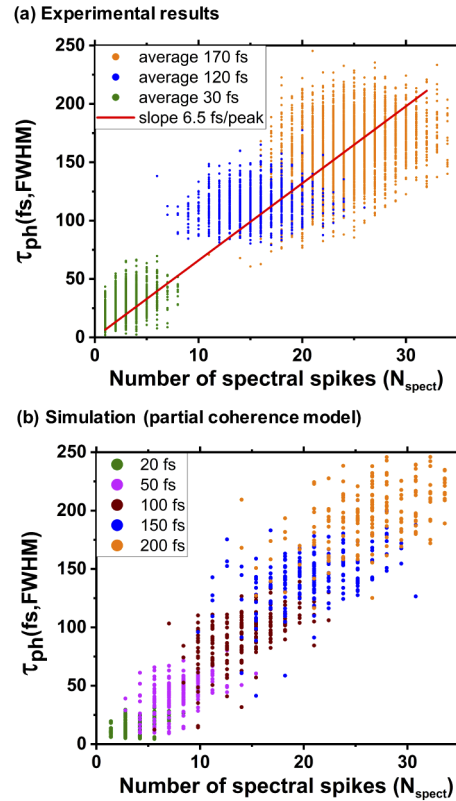 (a) Experimental results
250
200
150
100
50
0
τph(fs,FWHM)
average 170 fs
average 120 fs
average 30 fs
slope 6.5 fs/peak
0 10 20 30
Number of spectral spikes (Nspect)
(b) Simulation (partial coherence model)
250
200
150
100
50
0
τph(fs,FWHM)
20 fs
50 fs
100 fs
150 fs
200 fs
0 10 20 30
Number of spectral spikes (Nspect)